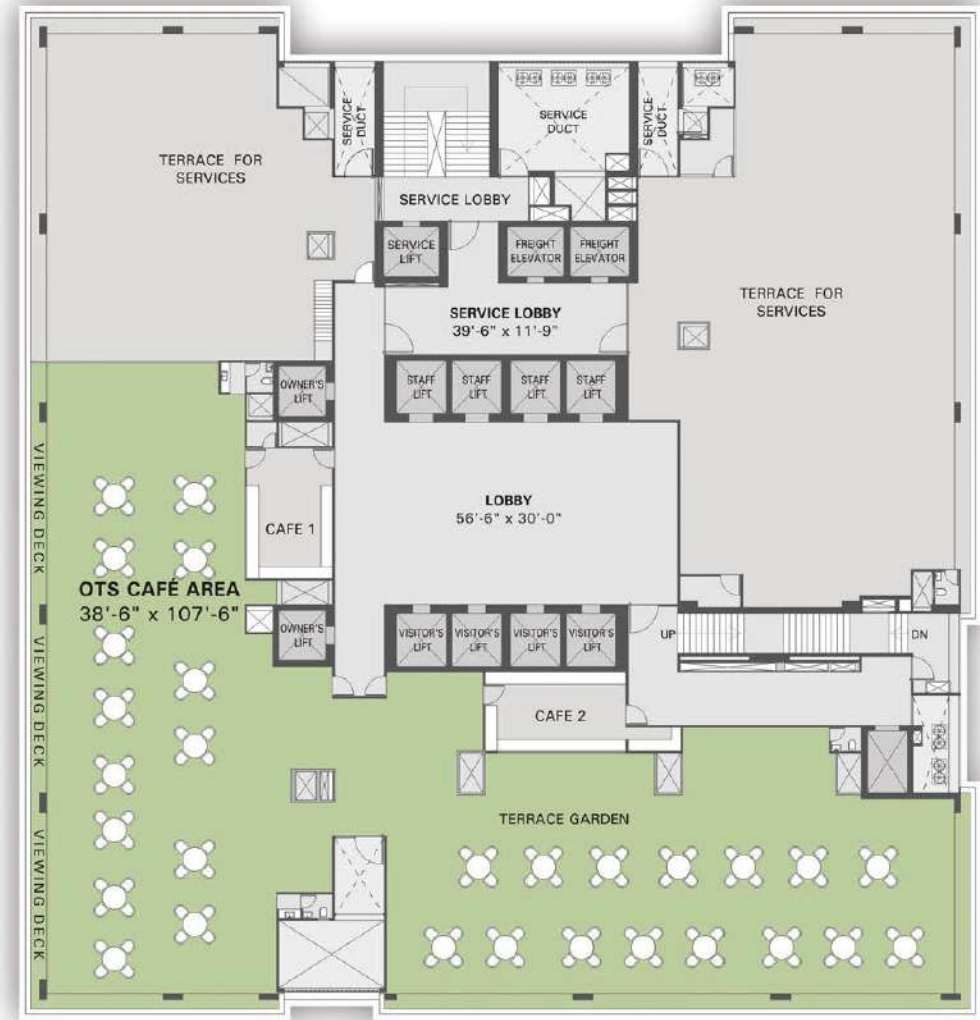 SERVICE
DUCT
SERVICE
DUCT
SERVICE
DUCT
TERRACE FOR
SERVICES
SERVICE LOBBY
SERVICE
LIFT
FREIGHT
ELEVATOR
FREIGHT
ELEVATOR
TERRACE FOR
SERVICES
SERVICE LOBBY
39'-6" x 11'-9"
OWNER'S
LIFT
STAFF
LIFT
STAFF
LIFT
STAFF
LIFT
STAFF
LIFT
VIEWING DECK
CAFE 1
LOBBY
56'-6" x 30'-0"
OTS CAFÉ AREA
38'-6" x 107'-6"
OWNER'S
LIFT
VISITOR'S
LIFT
VISITOR'S
LIFT
VISITOR'S
LIFT
VISITOR'S
LIFT
UP
DN
VIEWING DECK
CAFE 2
TERRACE GARDEN
VIEWING DECK